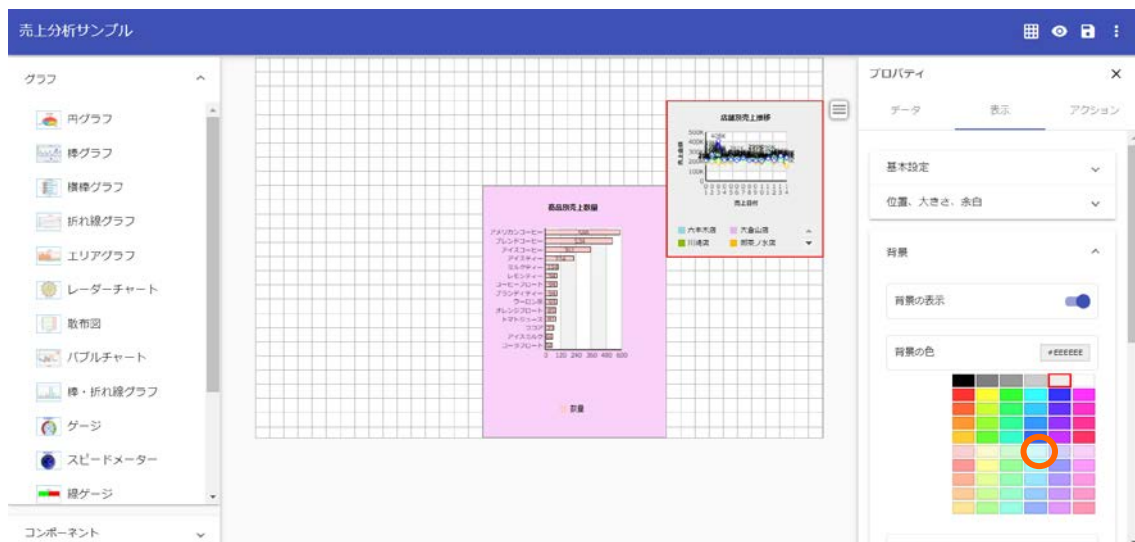 売上分析サンプル
グラフ
円グラフ
棒グラフ
横棒グラフ
折れ線グラフ
エリアグラフ
レーダーチャート
散布図
バブルチャート
棒・折れ線グラフ
ゲージ
スピードメーター
線ゲージ
コンポーネント
店舗別売上推移
500K
400K
300K
100K
0
売上金額
売上日付
六本木店
大倉山店
川崎店
御茶ノ水店
商品別売上数量
アメリカンコーヒー
ブレンドコーヒー
アイスコーヒー
アイスティー
ミルクティー
レモンティー
コーヒーフロート
ブランディティー
ウーロン茶
オレンジフロート
トマトジュース
ココア
アイスミルク
コーラフロート
0 120 240 360 480 600
数量
プロパティ
データ 表示 アクション
基本設定
位置、大きさ、余白
背景
背景の表示
背景の色
#EEEEEE